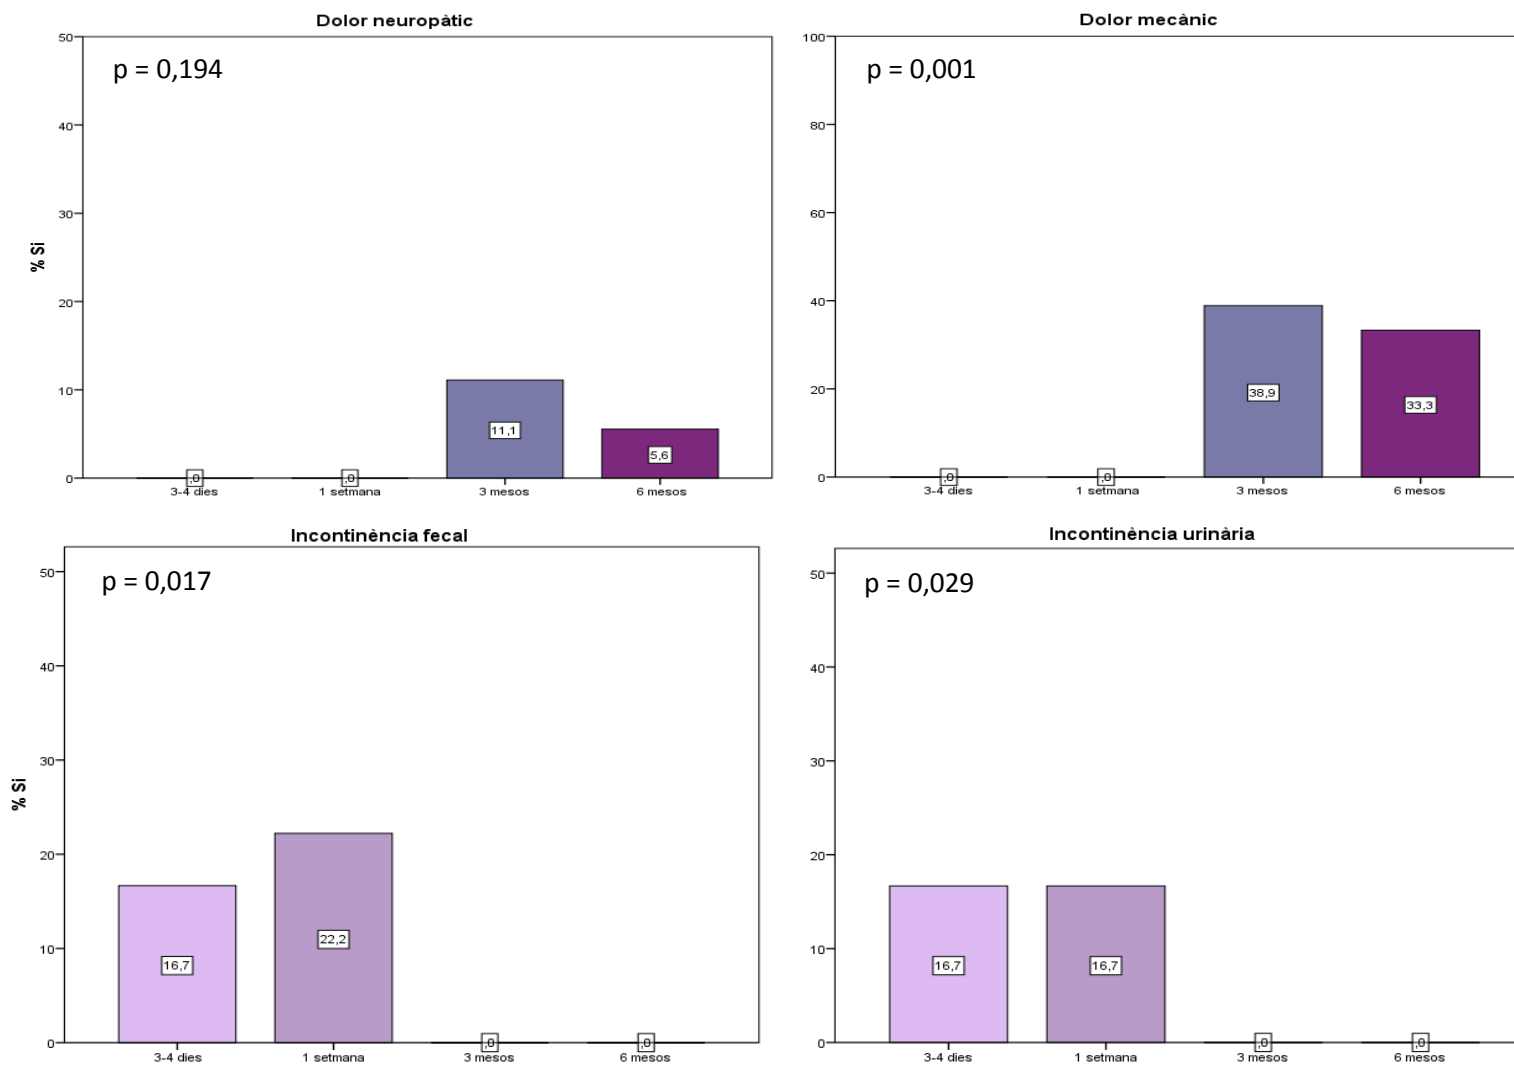 Dolor neuropàtic
p = 0,194
50
40
30
20
10
0
% Si
,0
,0
11,1
5,6
3-4 dies
1 setmana
3 mesos
6 mesos
Dolor mecànic
p = 0,001
100
80
60
40
20
0
,0
,0
38,9
33,3
3-4 dies
1 setmana
3 mesos
6 mesos
Incontinència fecal
p = 0,017
50
40
30
20
10
0
% Si
16,7
22,2
,0
,0
3-4 dies
1 setmana
3 mesos
6 mesos
Incontinència urinària
p = 0,029
50
40
30
20
10
0
16,7
16,7
,0
,0
3-4 dies
1 setmana
3 mesos
6 mesos